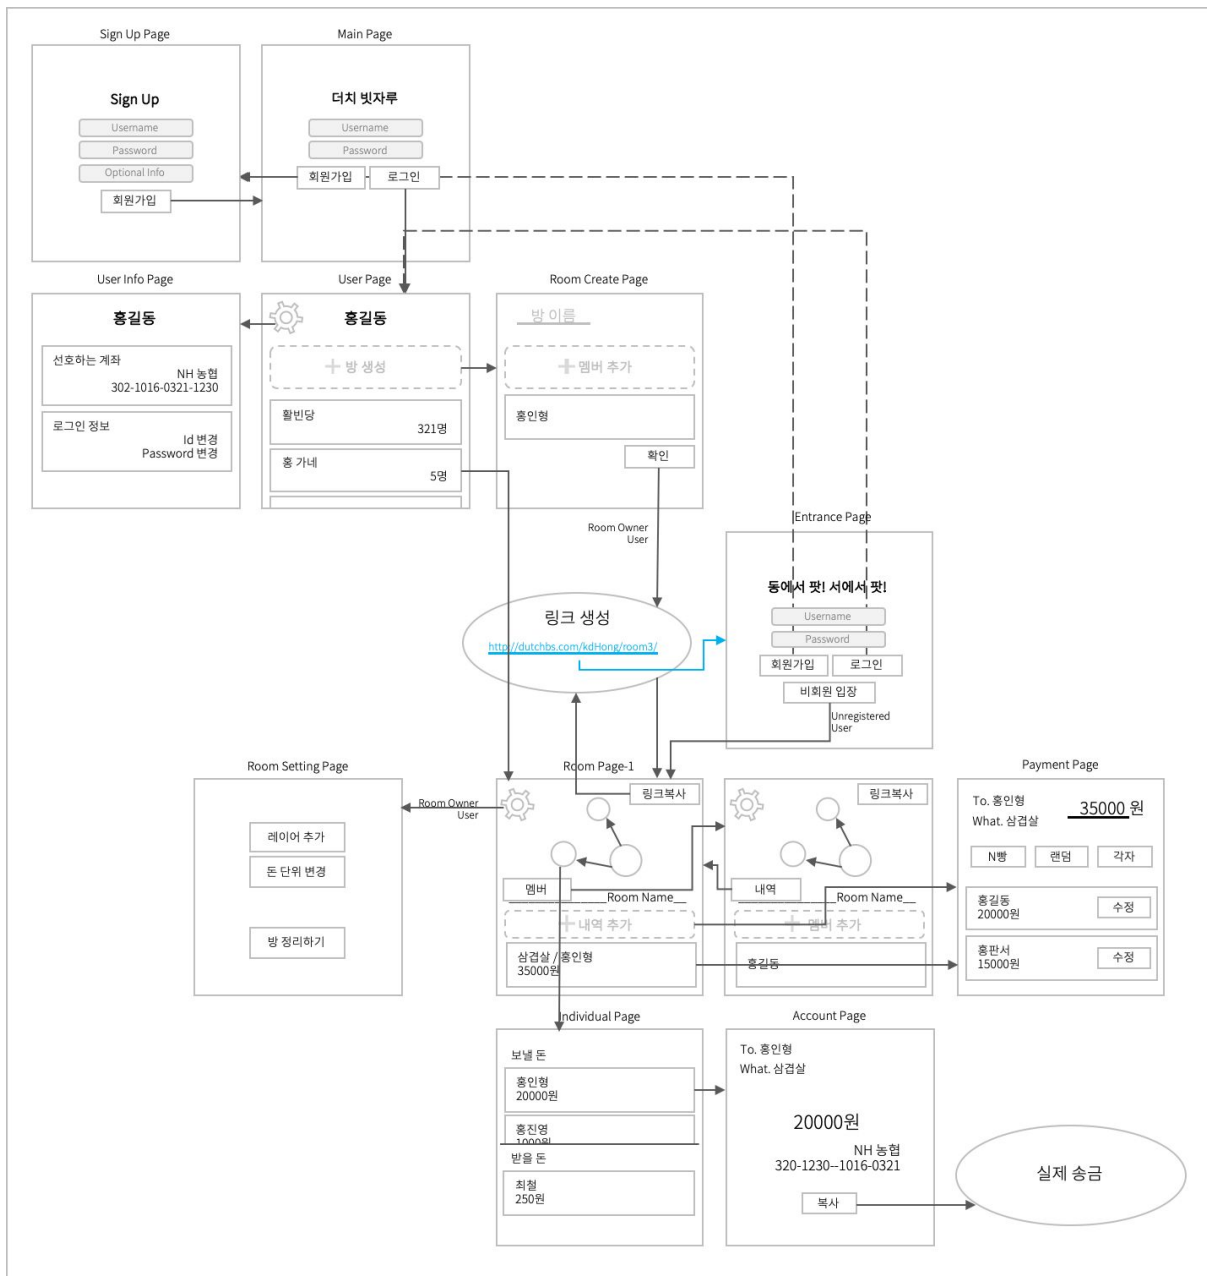 Sign Up Page
Main Page
Sign Up
Username
Password
Optional Info
회원가입
더치 빗자루
Username
Password
회원가입
로그인
User Info Page
User Page
Room Create Page
홍길동
선호하는 계좌
NH 농협
302-1016-0321-1230
로그인 정보
Id 변경
Password 변경
홍길동
방 생성
활빈당
321명
홍 가네
5명
방 이름
멤버 추가
홍인형
확인
Room Owner
User
Entrance Page
동에서 팟! 서에서 팟!
Username
Password
회원가입
로그인
비회원 입장
Unregistered
User
링크 생성
http://dutchbs.com/kdHong/room3/
Room Setting Page
Room Page-1
Payment Page
레이어 추가
돈 단위 변경
방 정리하기
Room Owner
User
링크복사
멤버
Room Name
내역 추가
삼겹살 / 홍인형
35000원
링크복사
내역
Room Name
멤버 추가
홍길동
To. 홍인형
35000 원
What. 삼겹살
N빵
랜덤
각자
홍길동
20000원
수정
홍판서
15000원
수정
Individual Page
Account Page
보낼 돈
홍인형
20000원
홍진영
1000원
받을 돈
최철
250원
To. 홍인형
What. 삼겹살
20000원
NH 농협
320-1230--1016-0321
복사
실제 송금